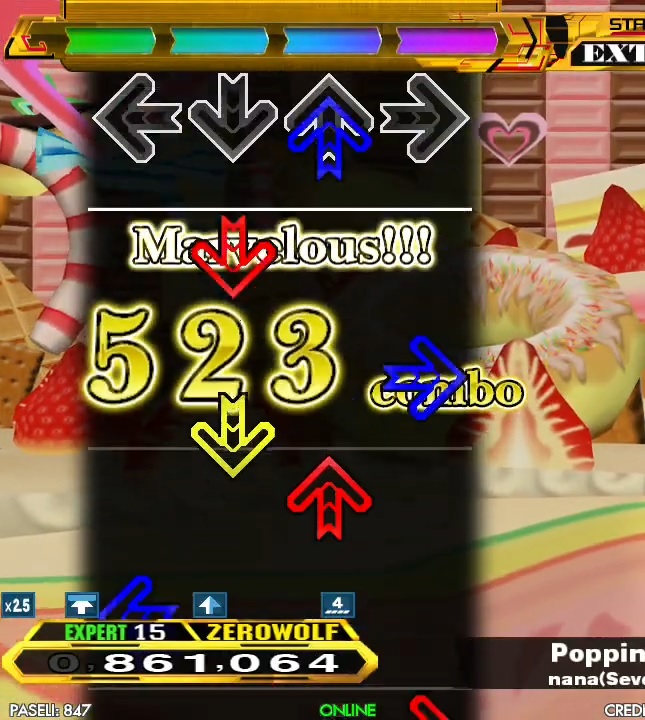 STA
EXT
Marvelous!!!
523
combo
x2.5
4
EXPERT 15 ZEROWOLF
0,861,064
Poppin
nana(Seve
PASELI: 847
ONLINE
CREDI